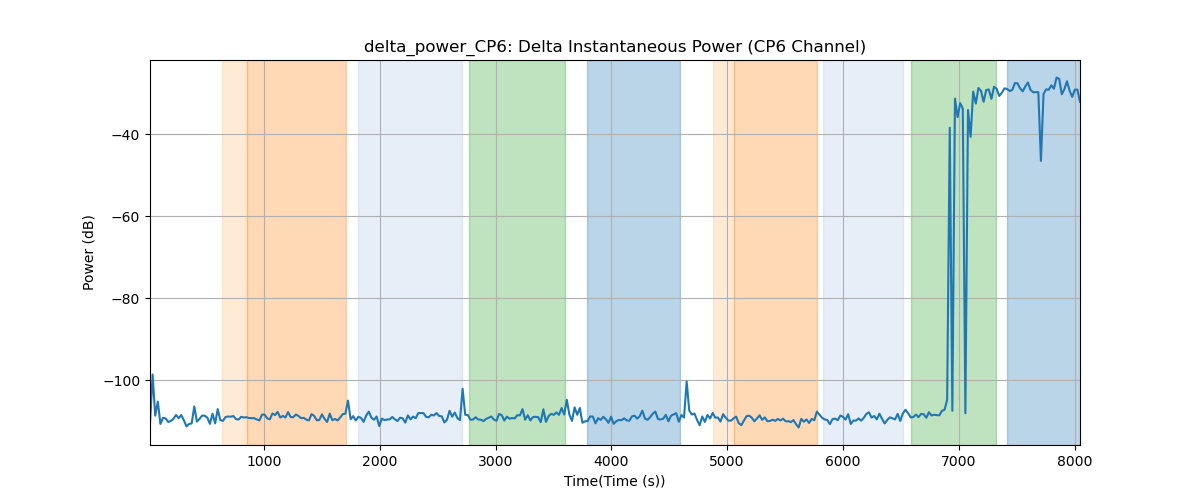 delta_power_CP6: Delta Instantaneous Power (CP6 Channel)
Power (dB)
−40
−60
−80
−100
1000 2000 3000 4000 5000 6000 7000 8000
Time(Time (s))